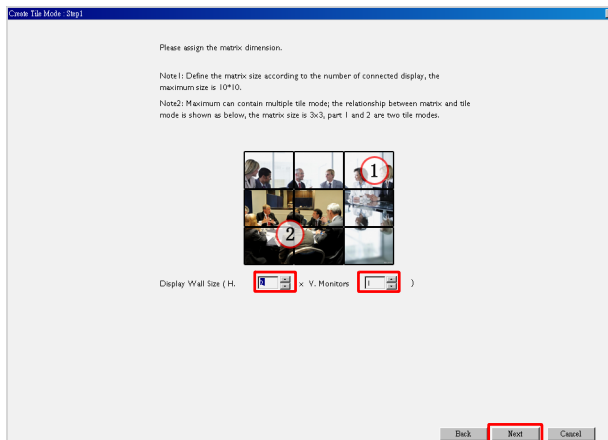 Create Tile Mode : Step1
Please assign the matrix dimension.
Note1: Define the matrix size according to the number of connected display, the
maximum size is 10*10.
Note2: Maximum can contain multiple tile mode; the relationship between matrix and tile
mode is shown as below, the matrix size is 3x3, part 1 and 2 are two tile modes.
1
2
Display Wall Size ( H. x V. Monitors 1 )
Back Next Cancel